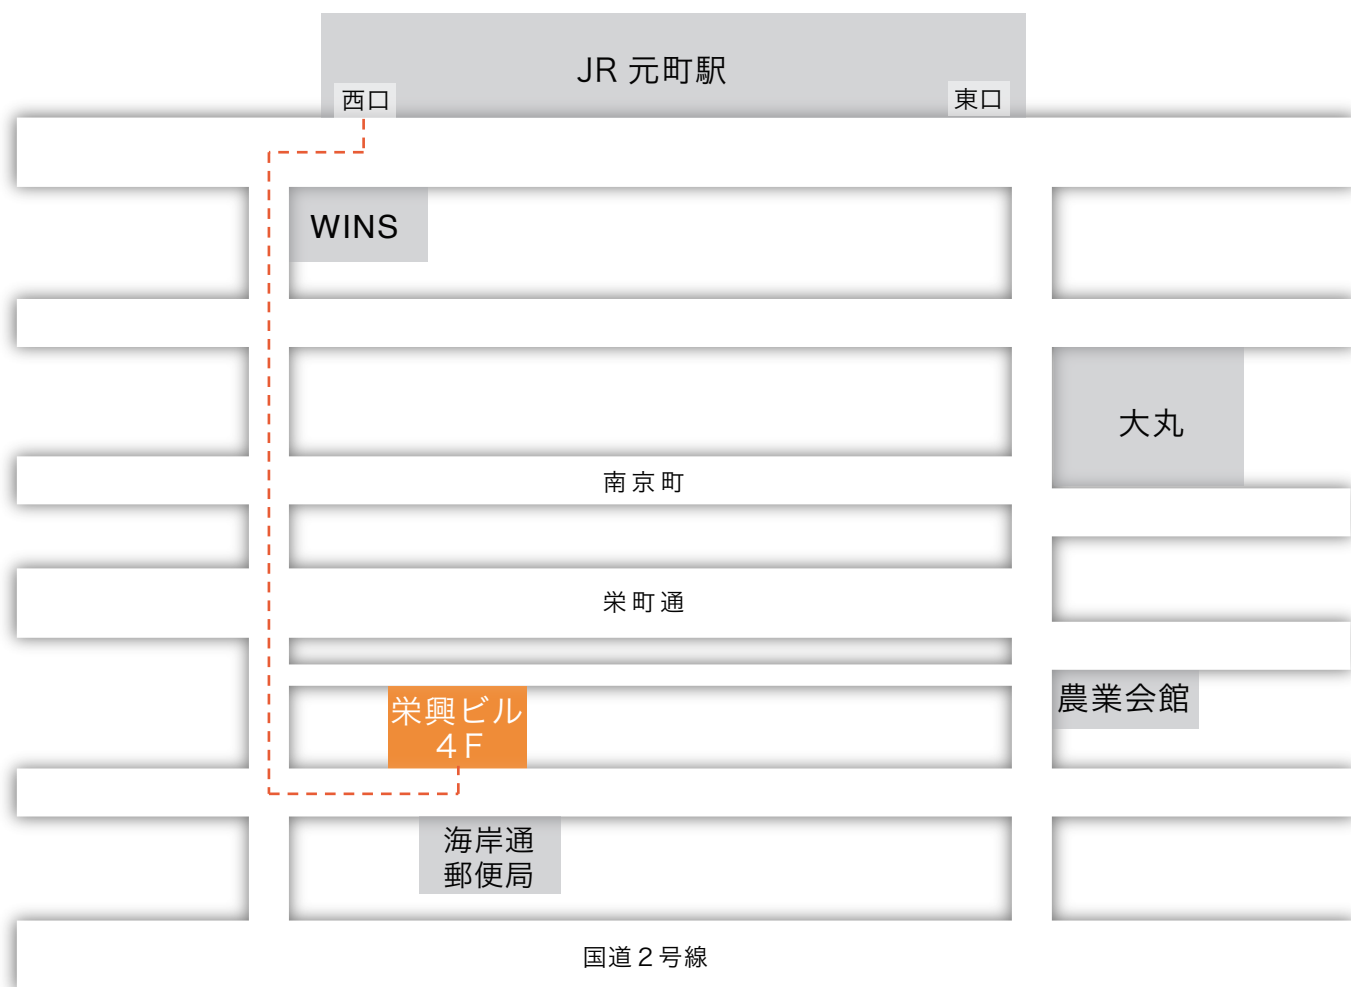 JR 元町駅
西口
東口
WINS
大丸
南京町
栄町通
農業会館
栄興ビル
４F
海岸通
郵便局
国道２号線